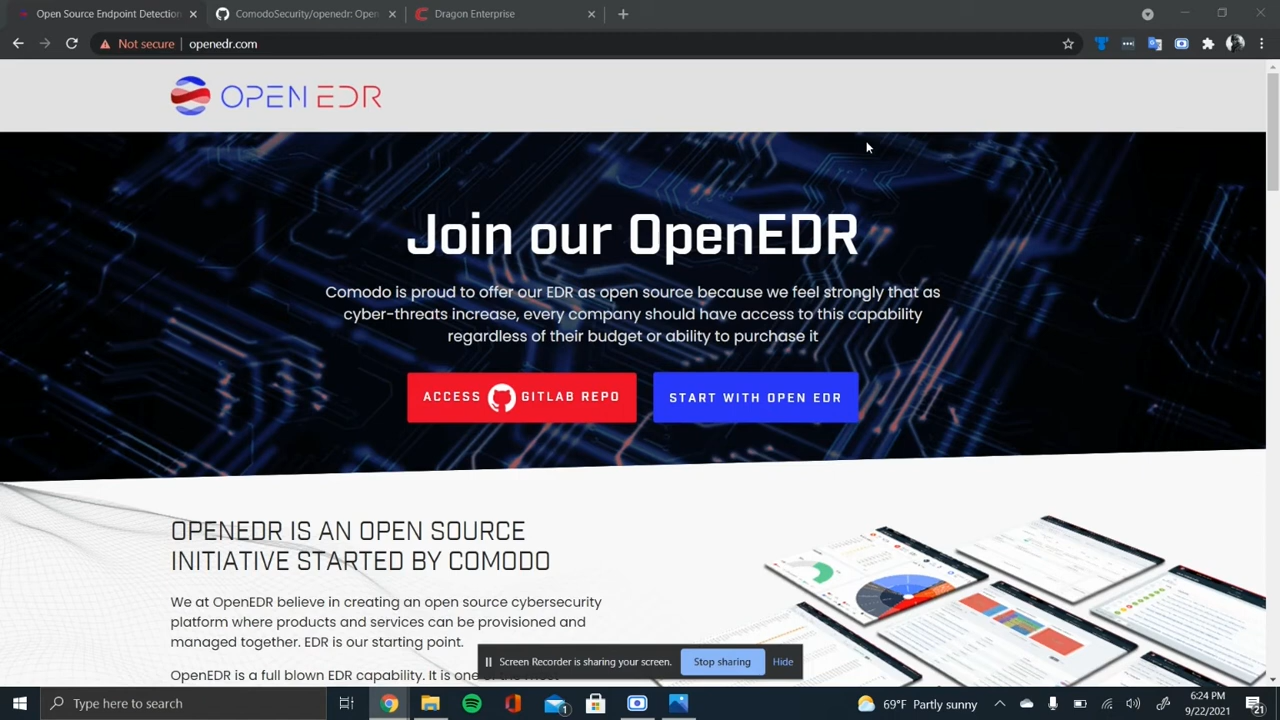 Open Source Endpoint Detection
ComodoSecurity/openedr: Open
Dragon Enterprise
Not secure
openedr.com
OPEN EDR
Join our OpenEDR
Comodo is proud to offer our EDR as open source because we feel strongly that as
cyber-threats increase, every company should have access to this capability
regardless of their budget or ability to purchase it
ACCESS GITLAB REPO
START WITH OPEN EDR
OPENEDR IS AN OPEN SOURCE
INITIATIVE STARTED BY COMODO
We at OpenEDR believe in creating an open source cybersecurity
platform where products and services can be provisioned and
managed together. EDR is our starting point.
OpenEDR is a full blown EDR capability. It is one
Screen Recorder is sharing your screen.
Stop sharing
Hide
Type here to search
1
69°F Partly sunny
6:24 PM
9/22/2021
21